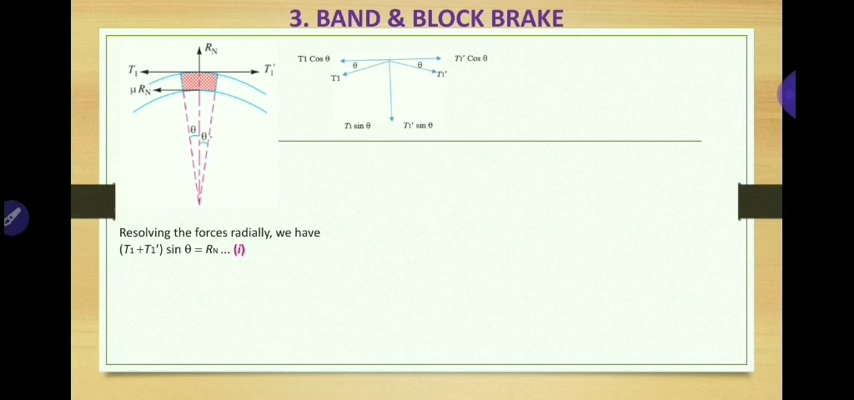 3. BAND & BLOCK BRAKE
RN
T1 T1'
μ RN
θ θ
T1 Cos θ θ θ T1' Cos θ
T1 T1'
T1 sin θ T1' sin θ
Resolving the forces radially, we have
(T1+T1') sin θ = RN ... (i)